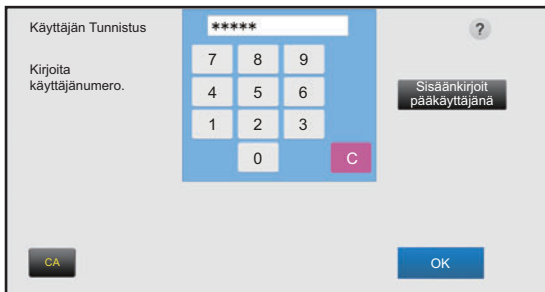 Käyttäjän Tunnistus
*****
?
Kirjoita
käyttäjänumero.
7 8 9
4 5 6
1 2 3
0 C
Sisäänkirjoit
pääkäyttäjänä
CA
OK